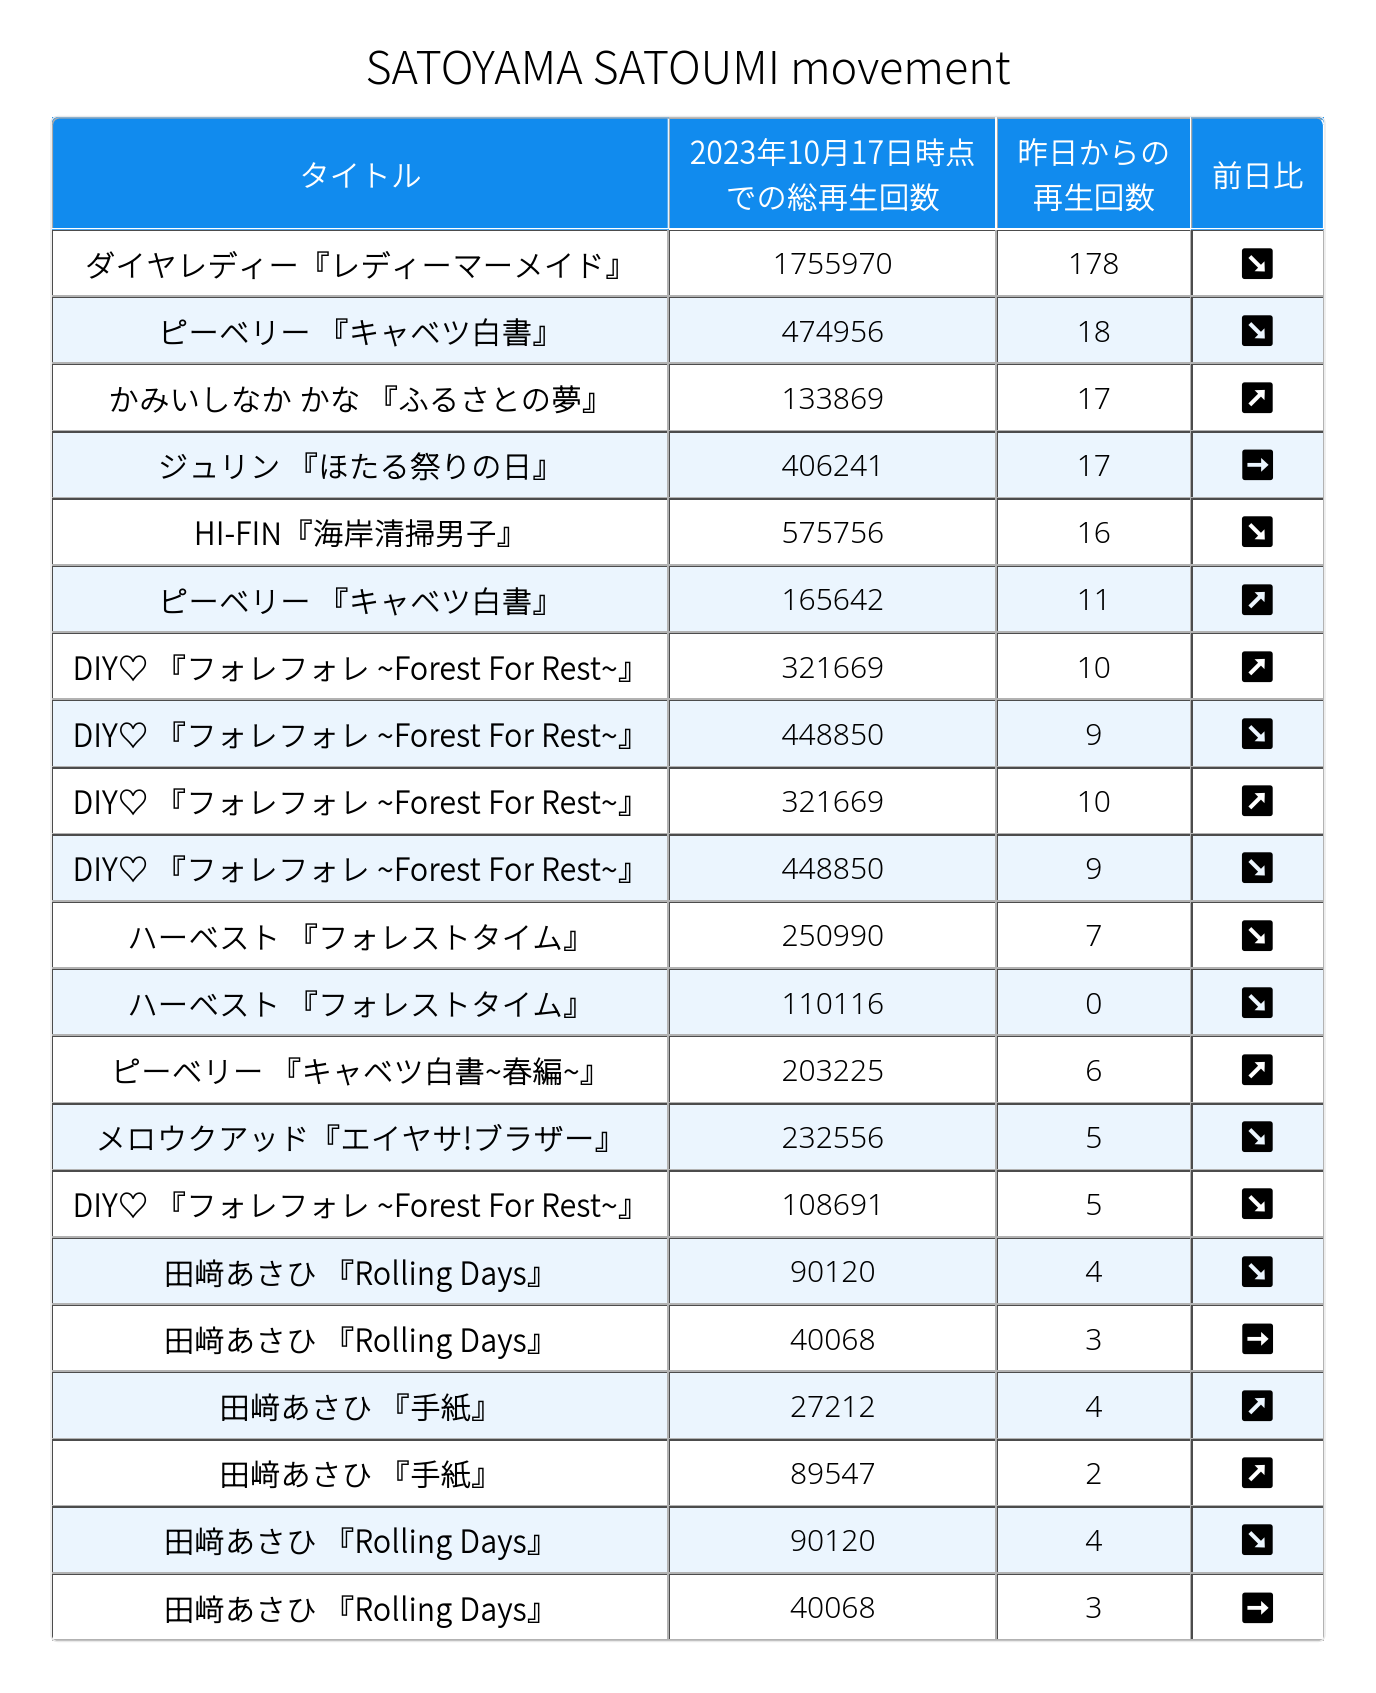 SATOYAMA SATOUMI movement
タイトル 2023年10月17日時点での総再生回数 昨日からの再生回数 前日比
ダイヤレディー『レディーマーメイド』 1755970 178 ↘
ピーベリー 『キャベツ白書』 474956 18 ↘
かみいしなか かな 『ふるさとの夢』 133869 17 ↗
ジュリン 『ほたる祭りの日』 406241 17 →
HI-FIN『海岸清掃男子』 575756 16 ↘
ピーベリー 『キャベツ白書』 165642 11 ↗
DIY♡ 『フォレフォレ ~Forest For Rest~』 321669 10 ↗
DIY♡ 『フォレフォレ ~Forest For Rest~』 448850 9 ↘
DIY♡ 『フォレフォレ ~Forest For Rest~』 321669 10 ↗
DIY♡ 『フォレフォレ ~Forest For Rest~』 448850 9 ↘
ハーベスト 『フォレストタイム』 250990 7 ↘
ハーベスト 『フォレストタイム』 110116 0 ↘
ピーベリー 『キャベツ白書~春編~』 203225 6 ↗
メロウクアッド『エイヤサ!ブラザー』 232556 5 ↘
DIY♡ 『フォレフォレ ~Forest For Rest~』 108691 5 ↘
田﨑あさひ 『Rolling Days』 90120 4 ↘
田﨑あさひ 『Rolling Days』 40068 3 →
田﨑あさひ 『手紙』 27212 4 ↗
田﨑あさひ 『手紙』 89547 2 ↗
田﨑あさひ 『Rolling Days』 90120 4 ↘
田﨑あさひ 『Rolling Days』 40068 3 →